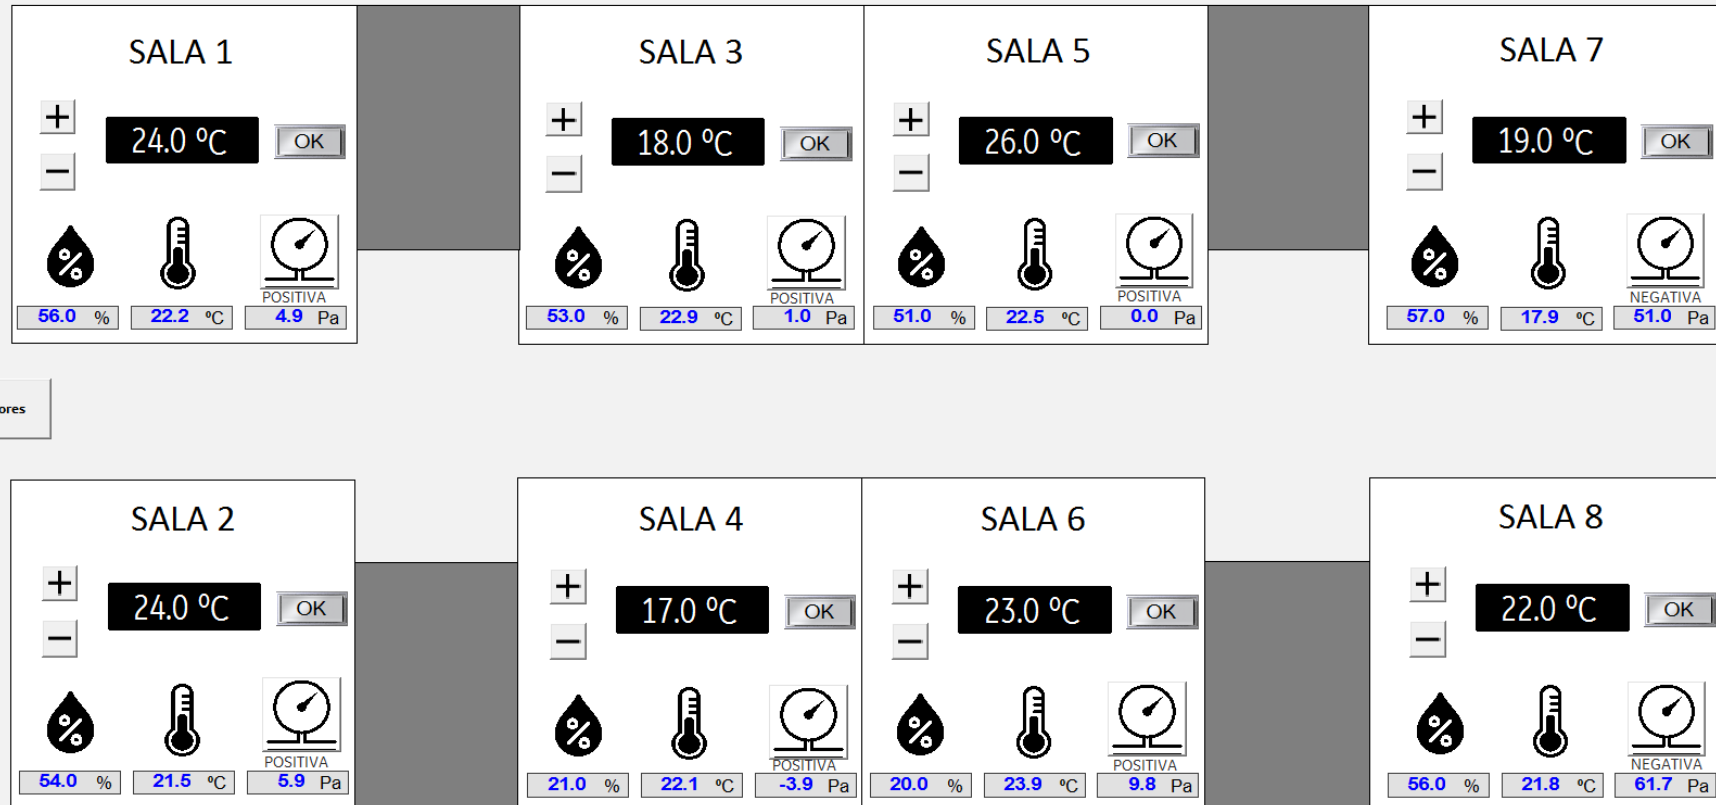 SALA 1
+
24.0 ºC OK
−
%
POSITIVA
56.0 % 22.2 ºC 4.9 Pa
SALA 3
+
18.0 ºC OK
−
%
POSITIVA
53.0 % 22.9 ºC 1.0 Pa
SALA 5
+
26.0 ºC OK
−
%
POSITIVA
51.0 % 22.5 ºC 0.0 Pa
SALA 7
+
19.0 ºC OK
−
%
NEGATIVA
57.0 % 17.9 ºC 51.0 Pa
ores
SALA 2
+
24.0 ºC OK
−
%
POSITIVA
54.0 % 21.5 ºC 5.9 Pa
SALA 4
+
17.0 ºC OK
−
%
POSITIVA
21.0 % 22.1 ºC -3.9 Pa
SALA 6
+
23.0 ºC OK
−
%
POSITIVA
20.0 % 23.9 ºC 9.8 Pa
SALA 8
+
22.0 ºC OK
−
%
NEGATIVA
56.0 % 21.8 ºC 61.7 Pa